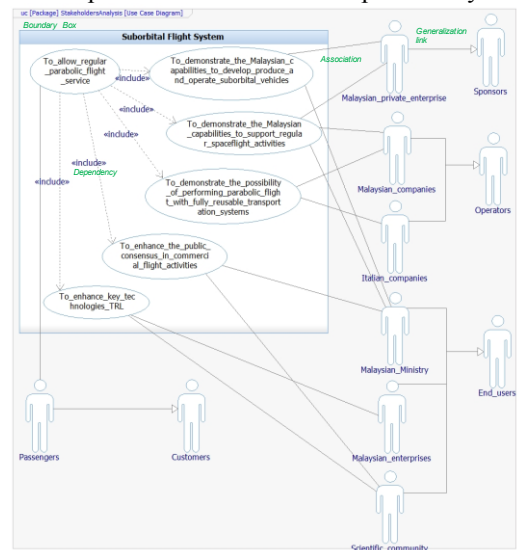 uc [Package] StakeholdersAnalysis [Use Case Diagram]
Boundary Box
Suborbital Flight System
To_allow_regular
_parabolic_flight
_service
«include»
To_demonstrate_the_Malaysian_c
apabilities_to_develop_produce_a
nd_operate_suborbital_vehicles
Association
Generalization
link
Malaysian_private_enterprise
Sponsors
«include»
To_demonstrate_the_Malaysian
_capabilities_to_support_regula
r_spaceflight_activities
«include»
Dependency
«include»
«include»
To_demonstrate_the_possibility
_of_performing_parabolic_fligh
t_with_fully_reusable_transport
ation_systems
Malaysian_companies
Operators
To_enhance_the_public_
consensus_in_commerci
al_flight_activities
Italian_companies
To_enhance_key_tec
hnologies_TRL
Malaysian_Ministry
End_users
Passengers
Customers
Malaysian_enterprises
Scientific_community